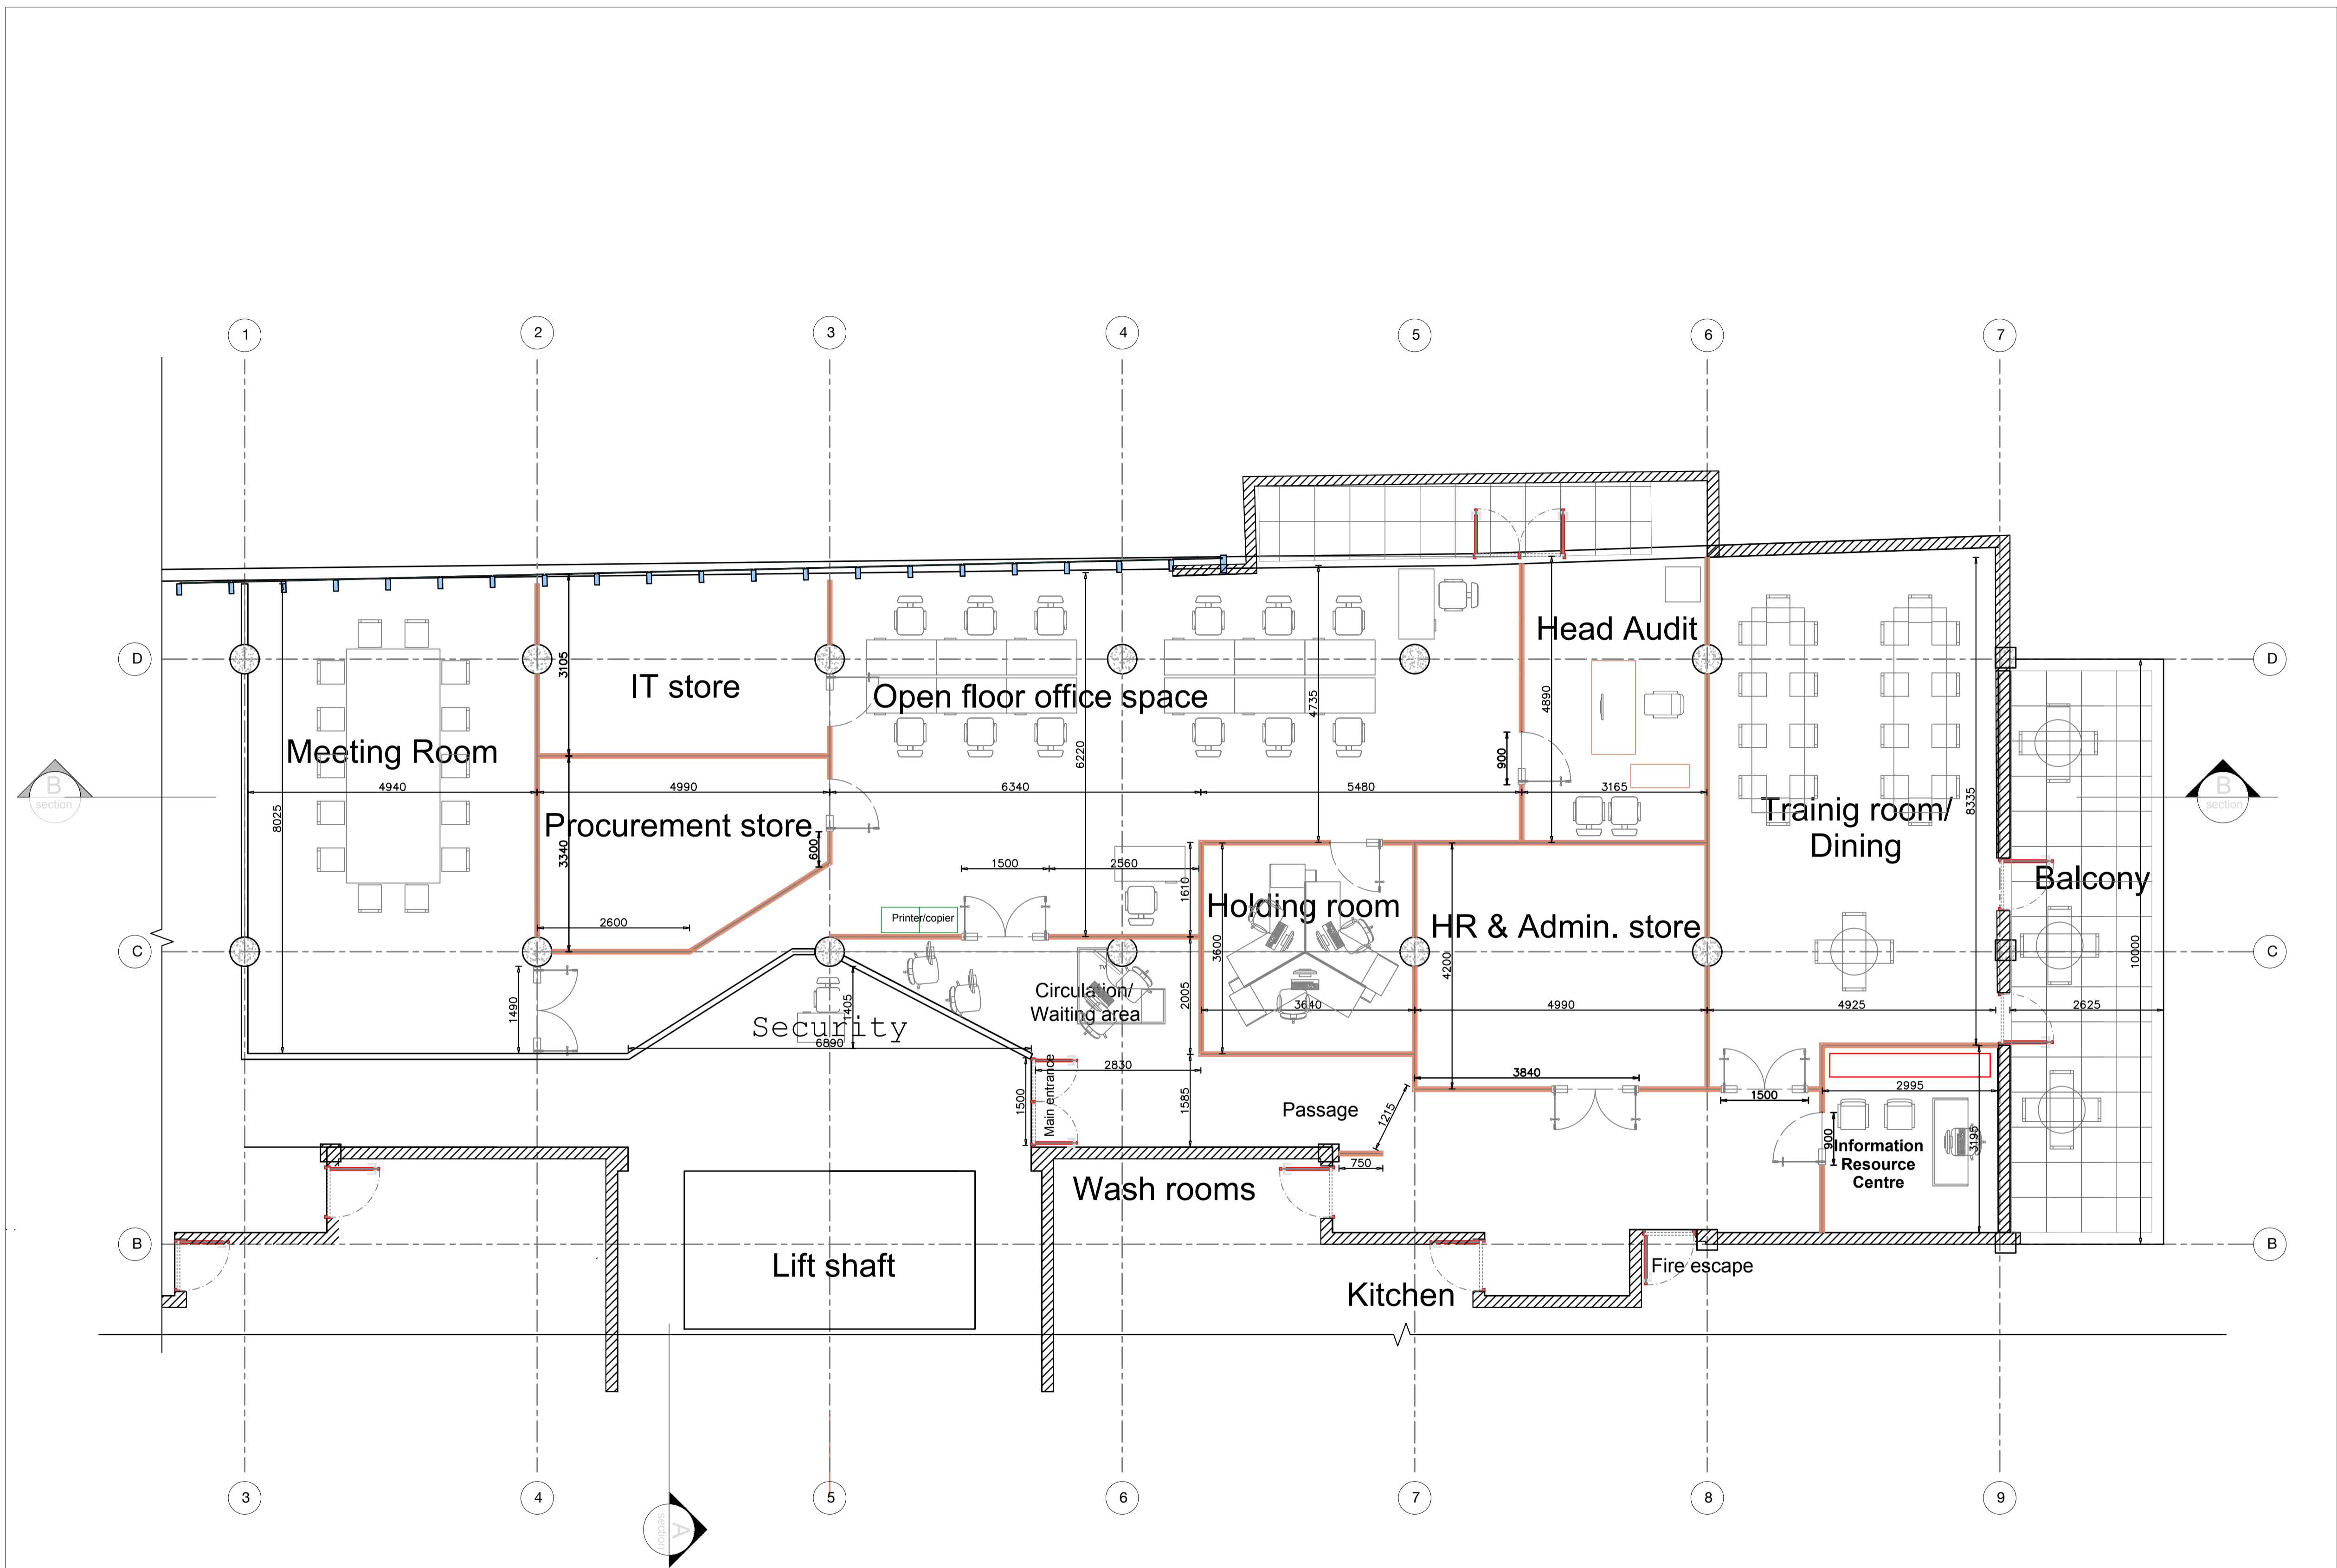 1
2
3
4
5
6
7
D
D
3105
IT store
Head Audit
Open floor office space
4735
4890
Meeting Room
6220
900
B
section
B
section
4940
4990
6340
5480
3165
8025
Procurement store
Trainig room/
Dining
8335
600
3340
1500
2560
1610
Balcony
2600
Printer/copier
Holding room
HR & Admin. store
C
C
3600
4200
10000
TV
Circulation/
Waiting area
1490
1405
2005
3640
4990
4925
2625
Security
6890
2830
Main entrance
1500
1585
3840
1500
2995
Passage
1215
750
900
Information
Resource
Centre
3195
Wash rooms
B
B
Lift shaft
Fire escape
Kitchen
3
4
5
6
7
8
9
A
section